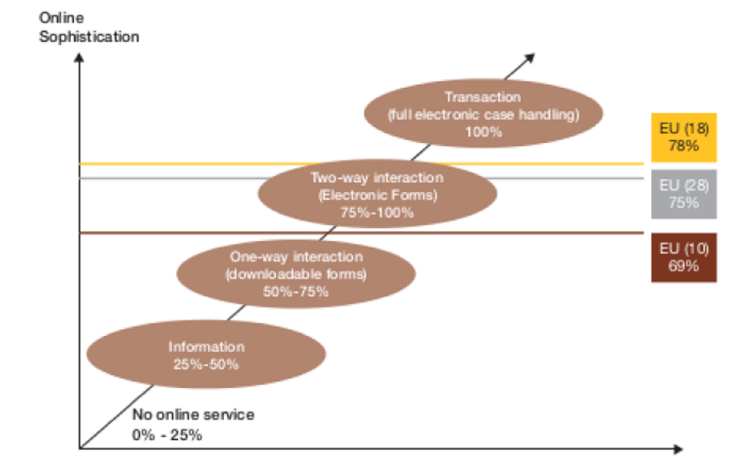 Online
Sophistication
Transaction
(full electronic case handling)
100%
EU (18)
78%
Two-way interaction
(Electronic Forms)
75%-100%
EU (28)
75%
One-way interaction
(downloadable forms)
50%-75%
EU (10)
69%
Information
25%-50%
No online service
0% - 25%